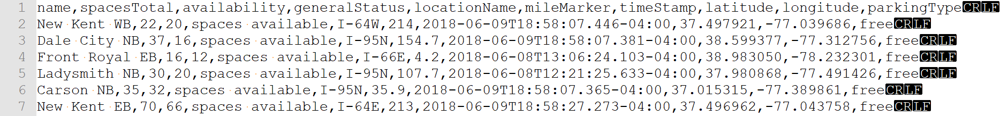 1 name,spacesTotal,availability,generalStatus,locationName,mileMarker,timeStamp,latitude,longitude,parkingTypeCRLF
2 New Kent WB,22,20,spaces available,I-64W,214,2018-06-09T18:58:07.446-04:00,37.497921,-77.039686,freeCRLF
3 Dale City NB,37,16,spaces available,I-95N,154.7,2018-06-09T18:58:07.381-04:00,38.599377,-77.312756,freeCRLF
4 Front Royal EB,16,12,spaces available,I-66E,4.2,2018-06-08T13:06:24.103-04:00,38.983050,-78.232301,freeCRLF
5 Ladysmith NB,30,20,spaces available,I-95N,107.7,2018-06-08T12:21:25.633-04:00,37.980868,-77.491426,freeCRLF
6 Carson NB,35,32,spaces available,I-95N,35.9,2018-06-09T18:58:07.365-04:00,37.015315,-77.389861,freeCRLF
7 New Kent EB,70,66,spaces available,I-64E,213,2018-06-09T18:58:27.273-04:00,37.496962,-77.043758,freeCRLF